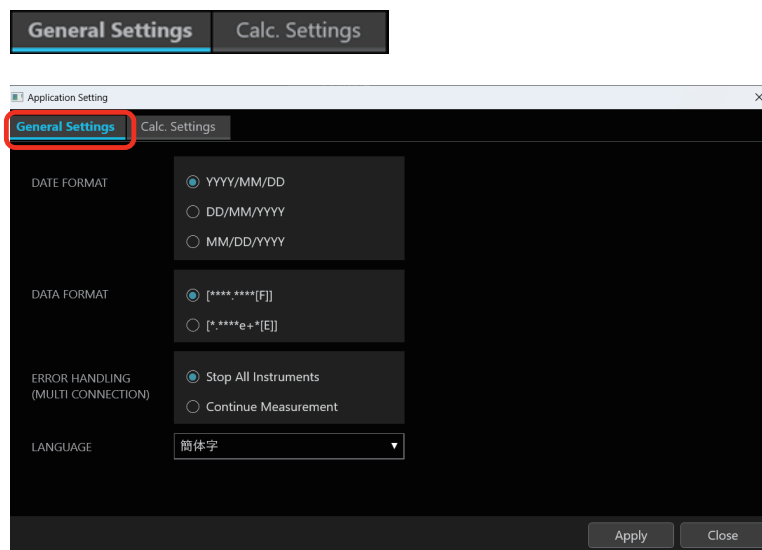 General Settings Calc. Settings
Application Setting
General Settings Calc. Settings
DATE FORMAT
YYYY/MM/DD
DD/MM/YYYY
MM/DD/YYYY
DATA FORMAT
[****.****[F]]
[*.****e+*[E]]
ERROR HANDLING
(MULTI CONNECTION)
Stop All Instruments
Continue Measurement
LANGUAGE
簡体字
Apply Close